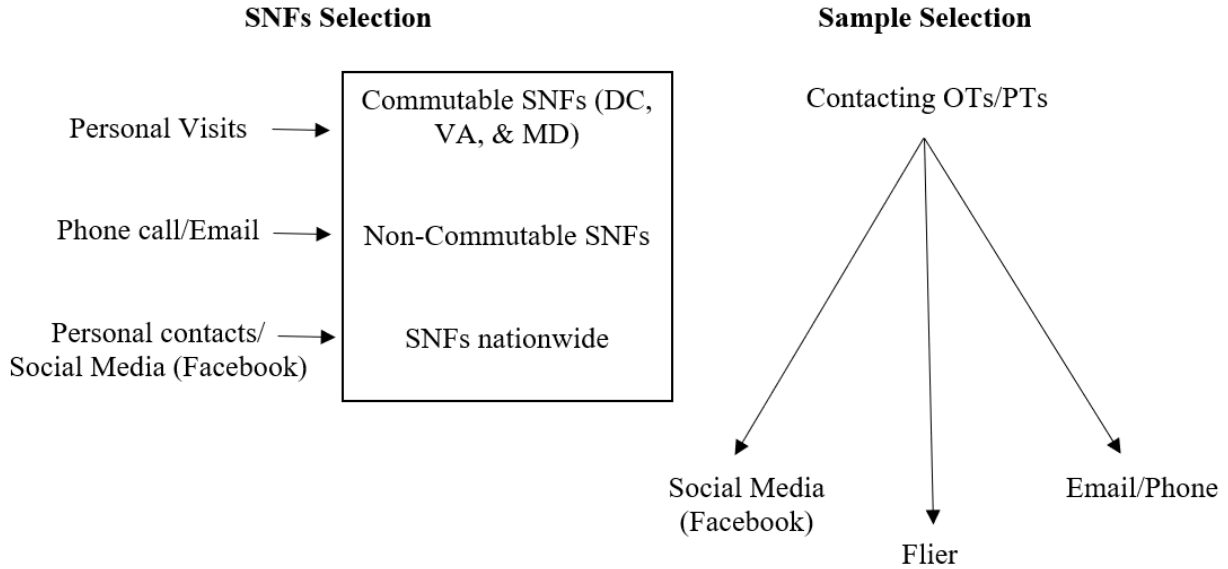 SNFs Selection
Personal Visits
Commutable SNFs (DC,
VA, & MD)
Phone call/Email
Non-Commutable SNFs
Personal contacts/
Social Media (Facebook)
SNFs nationwide
Sample Selection
Contacting OTs/PTs
Social Media
(Facebook)
Flier
Email/Phone